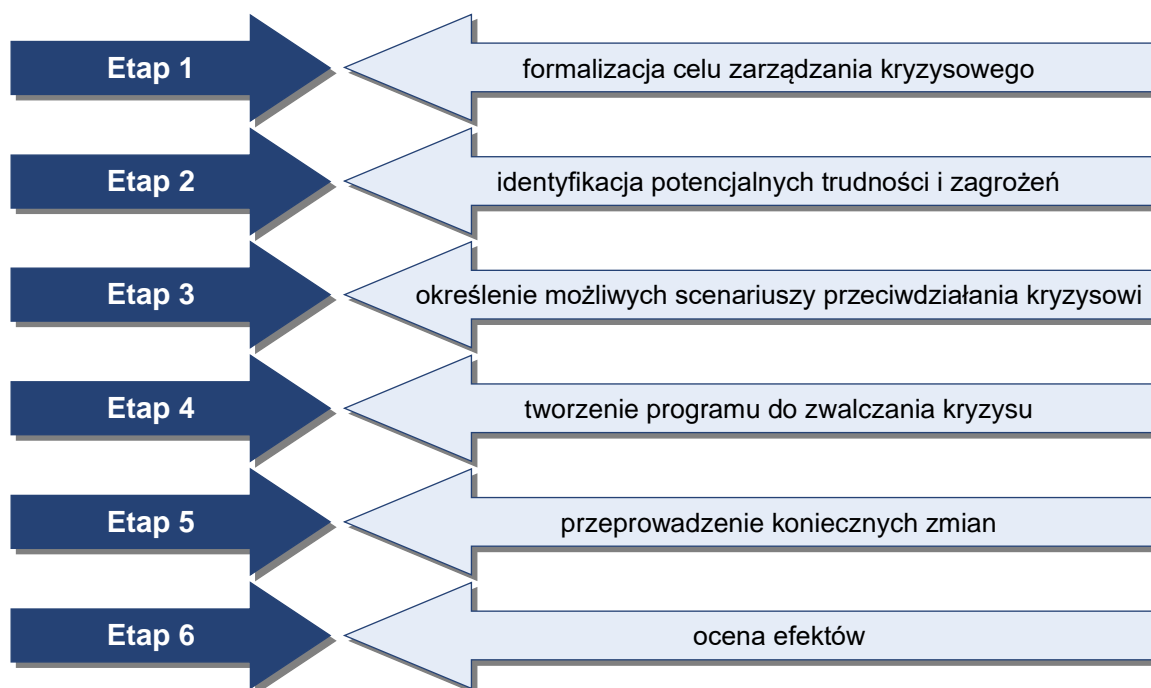 Etap 1
formalizacja celu zarządzania kryzysowego
Etap 2
identyfikacja potencjalnych trudności i zagrożeń
Etap 3
określenie możliwych scenariuszy przeciwdziałania kryzysowi
Etap 4
tworzenie programu do zwalczania kryzysu
Etap 5
przeprowadzenie koniecznych zmian
Etap 6
ocena efektów